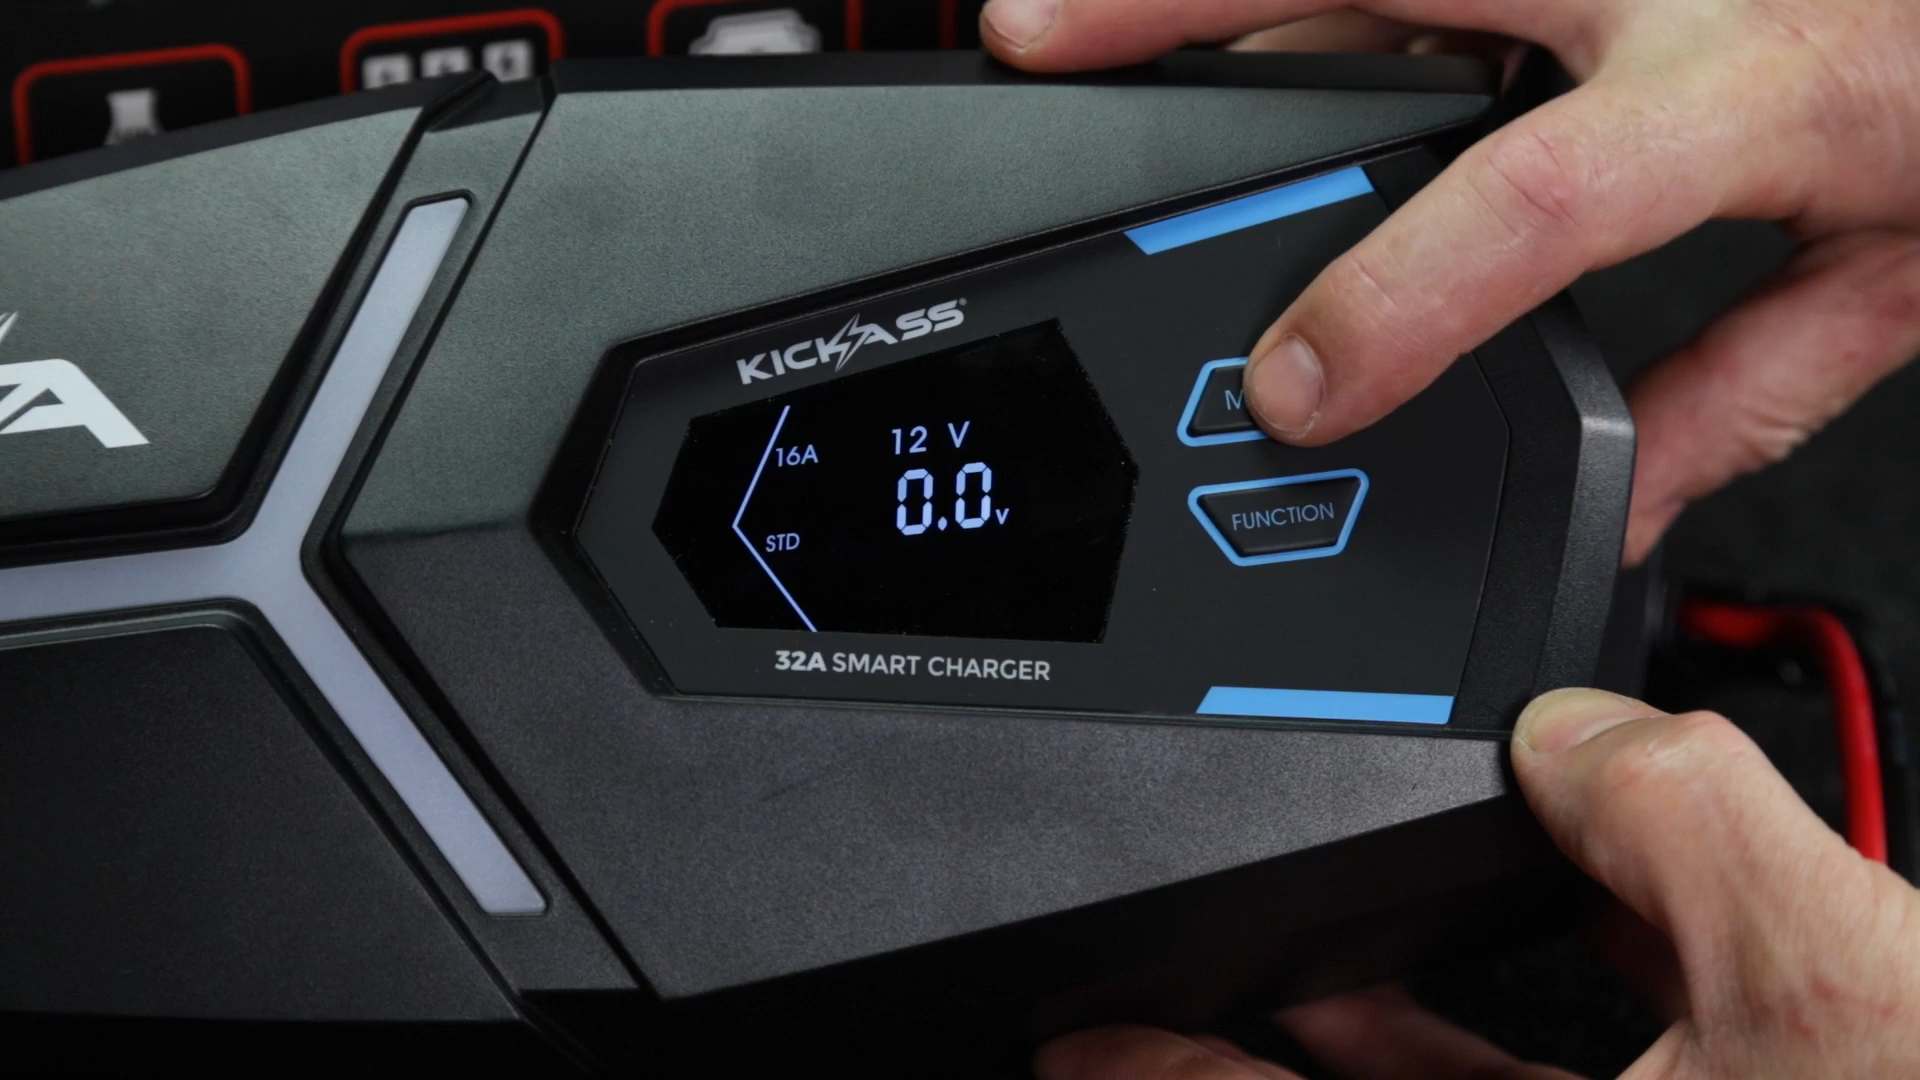 KICKASS®
16A
12 V
0.0v
STD
FUNCTION
32A SMART CHARGER
A